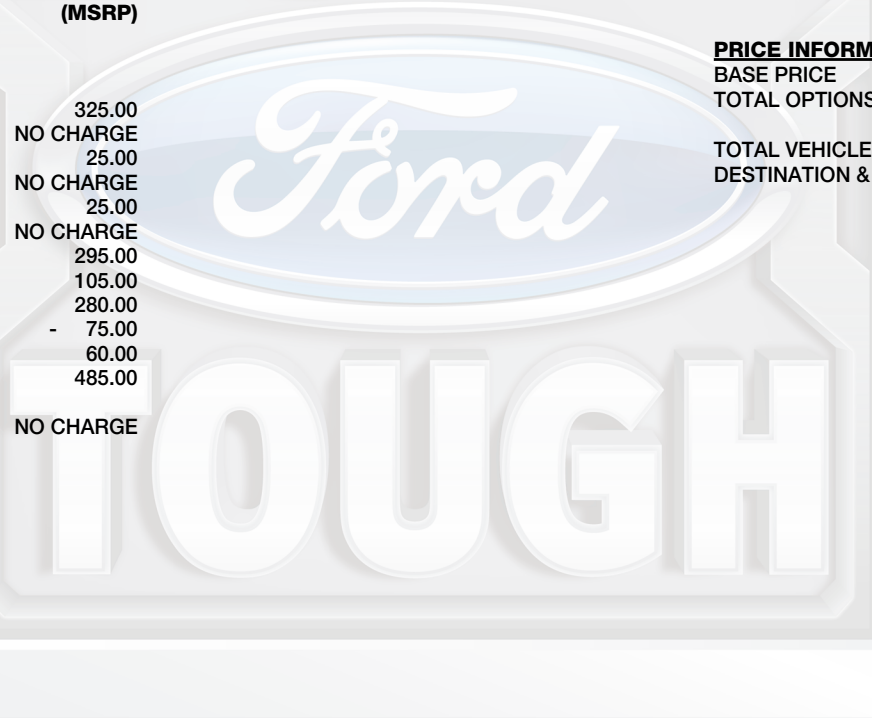 (MSRP)
325.00
NO CHARGE
25.00
NO CHARGE
25.00
NO CHARGE
295.00
105.00
280.00
- 75.00
60.00
485.00
NO CHARGE
PRICE INFORM
BASE PRICE
TOTAL OPTIONS
TOTAL VEHICLE
DESTINATION &
Ford
TOUGH